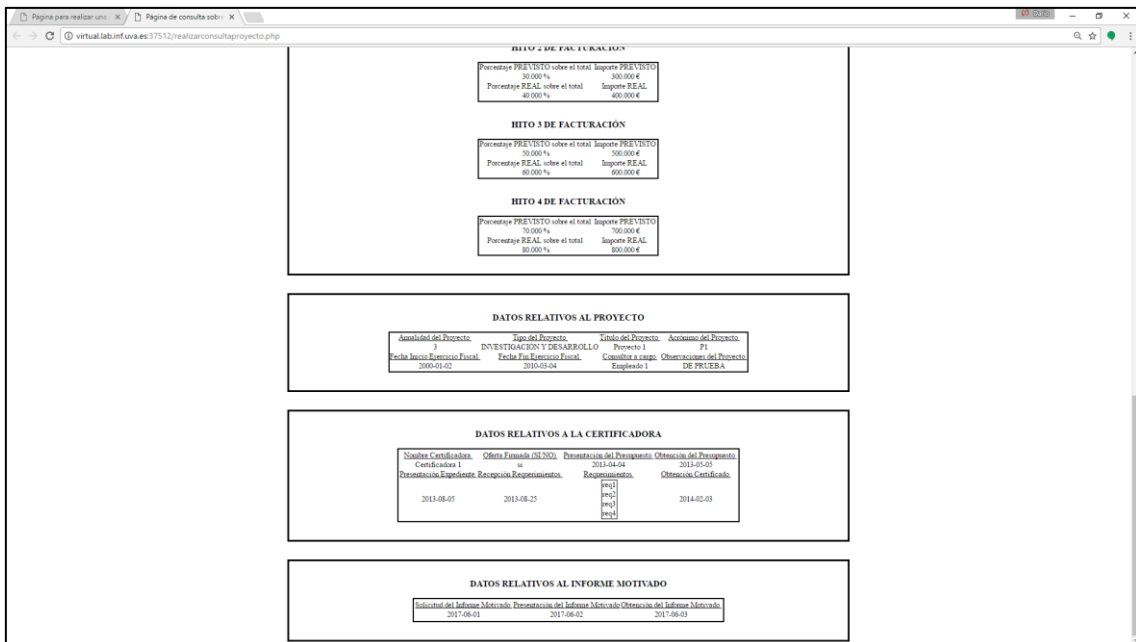 Página para realizar una
Página de consulta sobre
virtual.lab.inf.uva.es:37512/realizarconsultaproyecto.php
HITO 2 DE FACTURACIÓN
Porcentaje PREVISTO sobre el total Importe PREVISTO
30.000 % 300.000 €
Porcentaje REAL sobre el total Importe REAL
40.000 % 400.000 €
HITO 3 DE FACTURACIÓN
Porcentaje PREVISTO sobre el total Importe PREVISTO
50.000 % 500.000 €
Porcentaje REAL sobre el total Importe REAL
60.000 % 600.000 €
HITO 4 DE FACTURACIÓN
Porcentaje PREVISTO sobre el total Importe PREVISTO
70.000 % 700.000 €
Porcentaje REAL sobre el total Importe REAL
80.000 % 800.000 €
DATOS RELATIVOS AL PROYECTO
Anualidad del Proyecto Tipo del Proyecto Título del Proyecto Acrónimo del Proyecto
3 INVESTIGACIÓN Y DESARROLLO Proyecto 1 P1
Fecha Inicio Ejercicio Fiscal Fecha Fin Ejercicio Fiscal Consultor a cargo Observaciones del Proyecto
2000-01-02 2010-03-04 Empleado 1 DE PRUEBA
DATOS RELATIVOS A LA CERTIFICADORA
Nombre Certificadora Oferta Firmada (SI/NO) Presentación del Presupuesto Obtención del Presupuesto
Certificadora 1 si 2013-04-04 2013-05-05
Presentación Expediente Recepción Requerimientos Requerimientos Obtención Certificado
2013-08-05 2013-08-25 req1 2014-02-03
req2
req3
req4
DATOS RELATIVOS AL INFORME MOTIVADO
Solicitud del Informe Motivado Presentación del Informe Motivado Obtención del Informe Motivado
2017-06-01 2017-06-02 2017-06-03